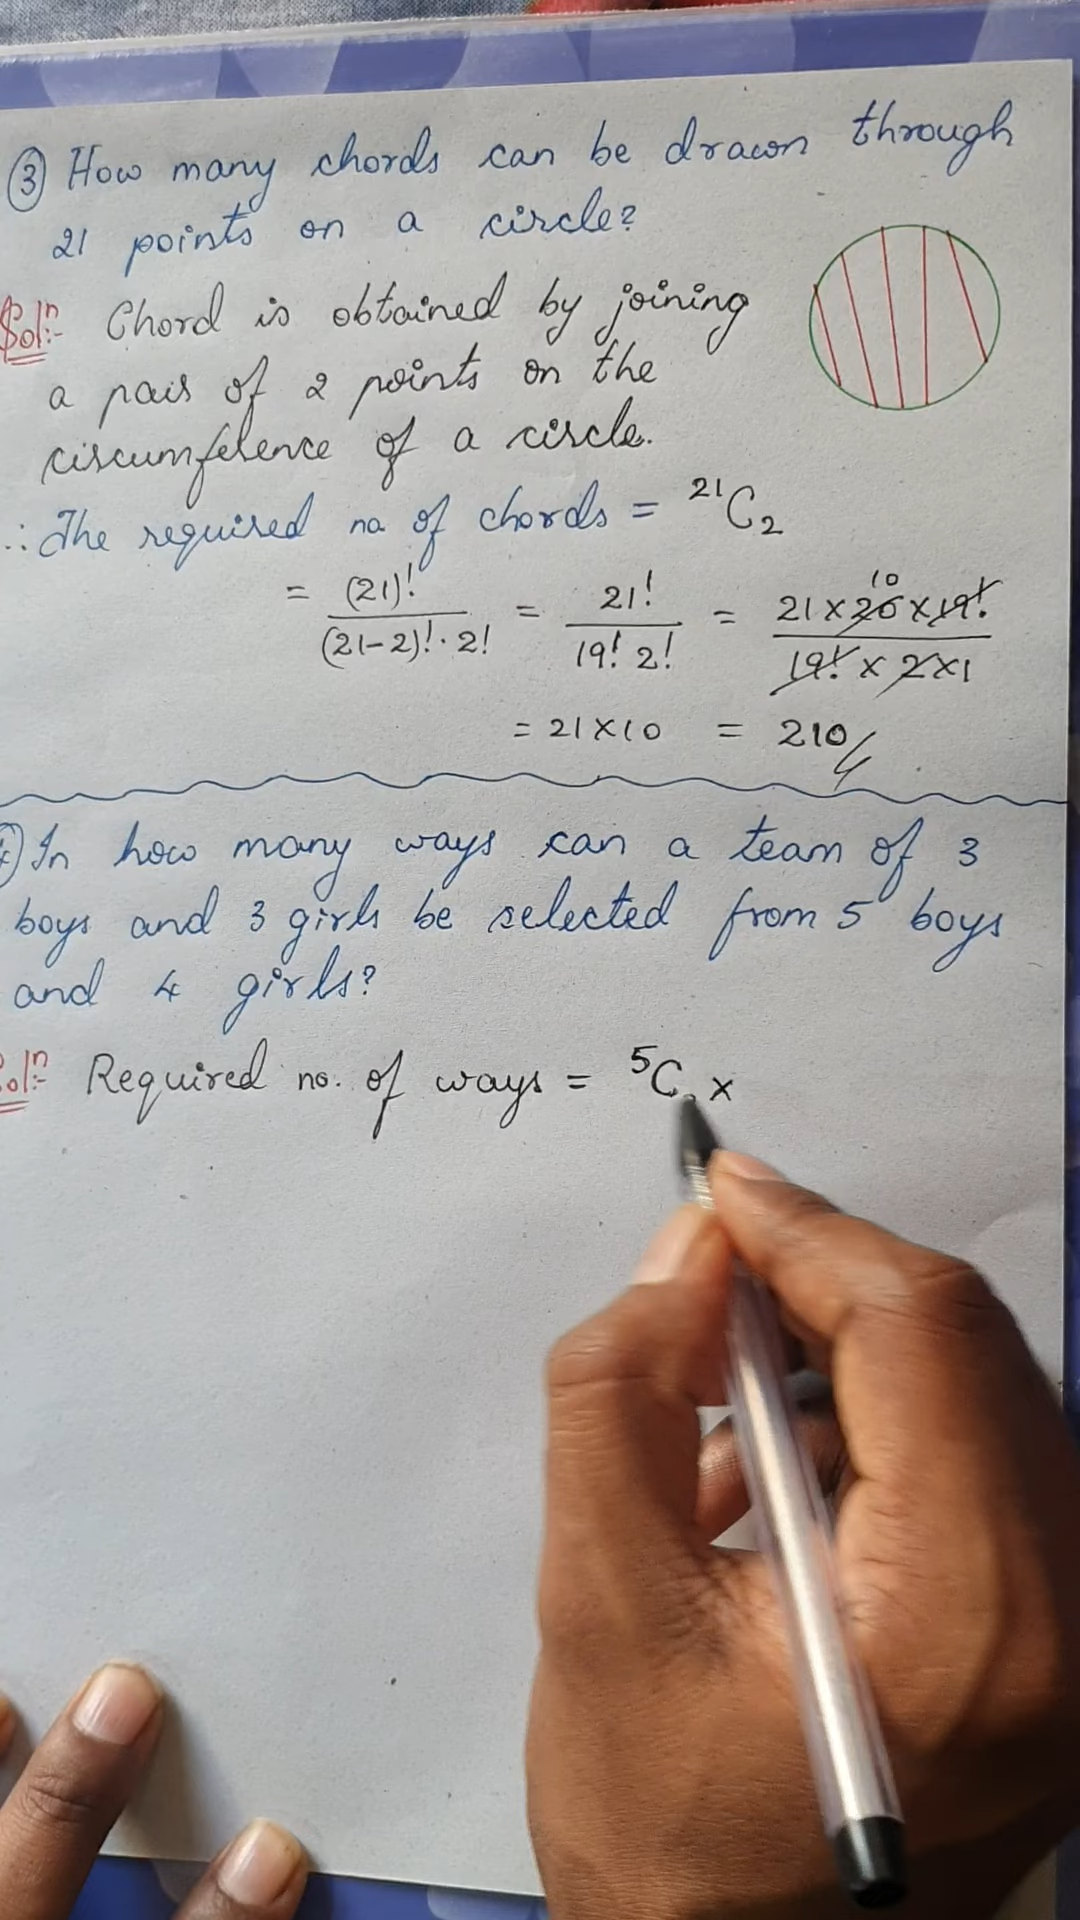 ③ How many chords can be drawn through
21 points on a circle?
Solⁿ:- Chord is obtained by joining
a pair of 2 points on the
circumference of a circle.
∴ The required no of chords = ²¹C₂
= (21)!/(21-2)!·2! = 21!/19! 2! = 21×20×19!/19!×2×1 10
= 21×10 = 210//
In how many ways can a team of 3
boys and 3 girls be selected from 5 boys
and 4 girls?
Solⁿ:- Required no. of ways = ⁵C ×